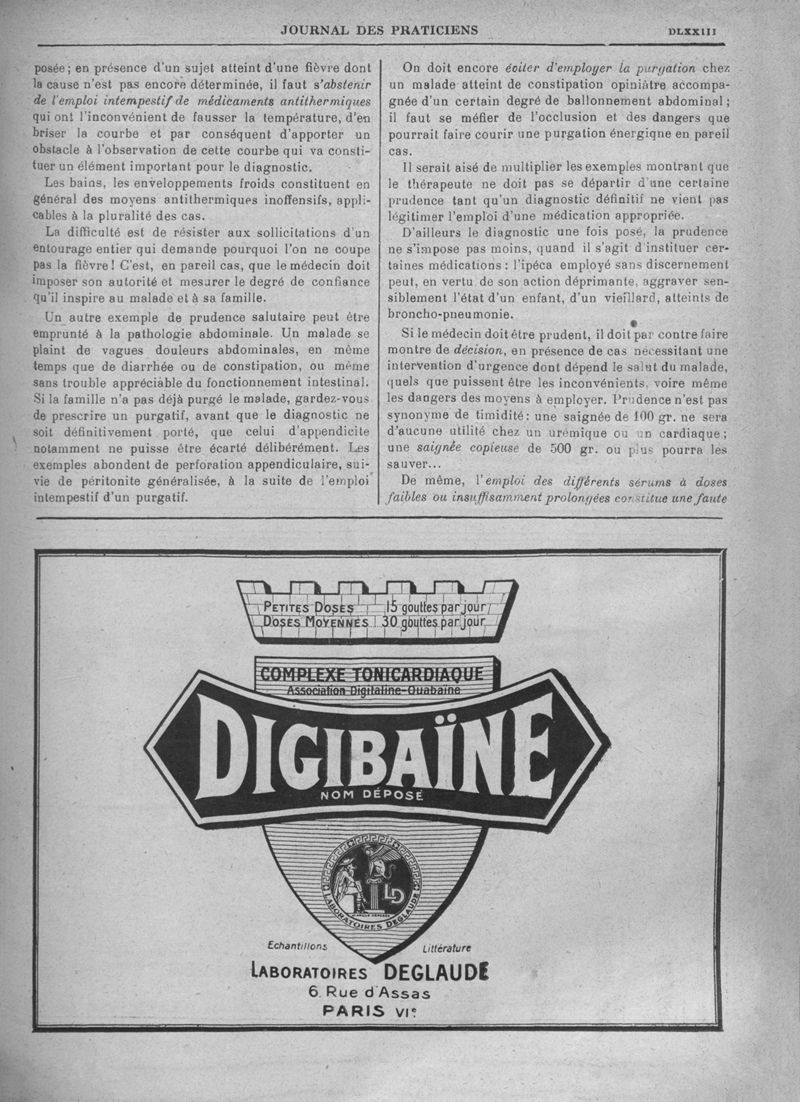 JOURNAL DES PRATICIENS
DLXXIII
posée; en présence d'un sujet atteint d'une fièvre dont
la cause n'est pas encore déterminée, il faut s'abstenir
de l'emploi intempestif de médicaments antithermiques
qui ont l'inconvénient de fausser la température, d'en
briser la courbe et par conséquent d'apporter un
obstacle à l'observation de cette courbe qui va consti-
tuer un élément important pour le diagnostic.
Les bains, les enveloppements froids constituent en
général des moyens antithermiques inoffensifs, appli-
cables à la pluralité des cas.
La difficulté est de résister aux sollicitations d'un
entourage entier qui demande pourquoi l'on ne coupe
pas la fièvre! C'est, en pareil cas, que le médecin doit
imposer son autorité et mesurer le degré de confiance
qu'il inspire au malade et à sa famille.
Un autre exemple de prudence salutaire peut être
emprunté à la pathologie abdominale. Un malade se
plaint de vagues douleurs abdominales, en même
temps que de diarrhée ou de constipation, ou même
sans trouble appréciable du fonctionnement intestinal.
Si la famille n'a pas déjà purgé le malade, gardez-vous
de prescrire un purgatif, avant que le diagnostic ne
soit définitivement porté, que celui d'appendicite
notamment ne puisse être écarté délibérément. Les
exemples abondent de perforation appendiculaire, sui-
vie de péritonite généralisée, à la suite de l'emploi
intempestif d'un purgatif.
On doit encore éviter d'employer la purgation chez
un malade atteint de constipation opiniâtre accompa-
gnée d'un certain degré de ballonnement abdominal;
il faut se méfier de l'occlusion et des dangers que
pourrait faire courir une purgation énergiqne en pareil
cas.
Il serait aisé de multiplier les exemples montrant que
le thérapeute ne doit pas se départir d'une certaine
prudence tant qu'un diagnostic définitif ne vient pas
légitimer l'emploi d'une médication appropriée.
D'ailleurs le diagnostic une fois posé, la prudence
ne s'impose pas moins, quand il s'agit d'instituer cer-
taines médications: l'ipéca employé sans discernement
peut, en vertu de son action déprimante, aggraver sen-
siblement l'état d'un enfant, d'un vieillard, atteints de
broncho-pneumonie.
Si le médecin doit être prudent, il doit par contre faire
montre de décision, en présence de cas nécessitant une
intervention d'urgence dont dépend le salut du malade,
quels que puissent être les inconvénients, voire même
les dangers des moyens à employer. Prudence n'est pas
synonyme de timidité: une saignée de 100 gr. ne sera
d'aucune utilité chez un urémique ou un cardiaque;
une saignée copieuse de 500 gr. ou plus pourra les
sauver...
De même, l'emploi des différents sérums à doses
faibles ou insuffisamment prolongées constitue une faute
PETITES DOSES 15 gouttes par jour
DOSES MOYENNES 30 gouttes par jour
COMPLEXE TONICARDIAQUE
Association Digitaline-Ouabaïne
DIGIBAÏNE
NOM DÉPOSÉ
LD
LABORATOIRES DEGLAUDE
Echantillons
Littérature
LABORATOIRES DEGLAUDE
6. Rue d'Assas
PARIS VIe